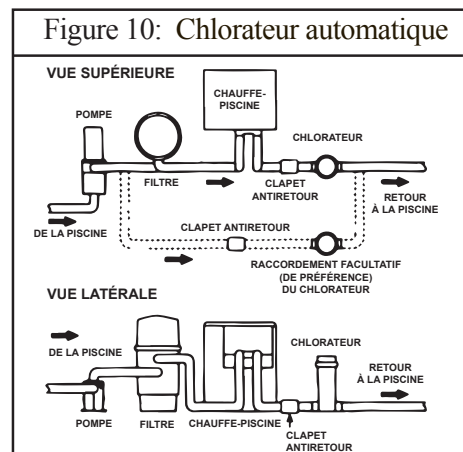 Figure 10: Chlorateur automatique
VUE SUPÉRIEURE
POMPE
CHAUFFE-
PISCINE
CHLORATEUR
FILTRE
CLAPET
ANTIRETOUR
RETOUR
À LA PISCINE
DE LA PISCINE
CLAPET ANTIRETOUR
RACCORDEMENT FACULTATIF
(DE PRÉFÉRENCE)
DU CHLORATEUR
VUE LATÉRALE
DE LA PISCINE
CHLORATEUR
RETOUR
À LA PISCINE
POMPE
FILTRE
CHAUFFE-PISCINE
CLAPET
ANTIRETOUR